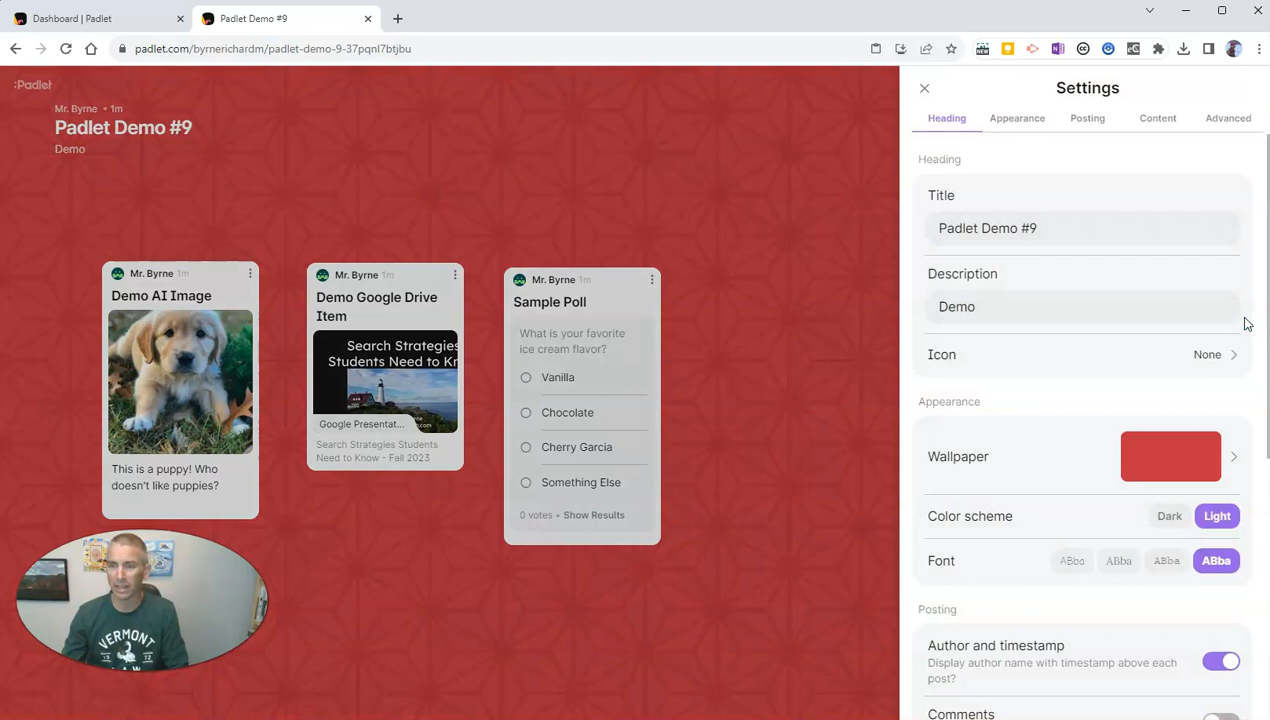 Dashboard | Padlet
Padlet Demo #9
padlet.com/byrnerichardm/padlet-demo-9-37pqnl7btjbu
:Padlet
Mr. Byrne • 1m
Padlet Demo #9
Demo
Mr. Byrne 1m
Demo AI Image
This is a puppy! Who
doesn't like puppies?
Mr. Byrne 1m
Demo Google Drive
Item
Search Strategies
Students Need to Kr
Google Presentat...
Search Strategies Students
Need to Know - Fall 2023
Mr. Byrne 1m
Sample Poll
What is your favorite
ice cream flavor?
Vanilla
Chocolate
Cherry Garcia
Something Else
0 votes • Show Results
VERMONT
Settings
Heading
Appearance
Posting
Content
Advanced
Heading
Title
Padlet Demo #9
Description
Demo
Icon
None
Appearance
Wallpaper
Color scheme
Dark
Light
Font
ABba
ABba
ABba
ABba
Posting
Author and timestamp
Display author name with timestamp above each
post?
Comments